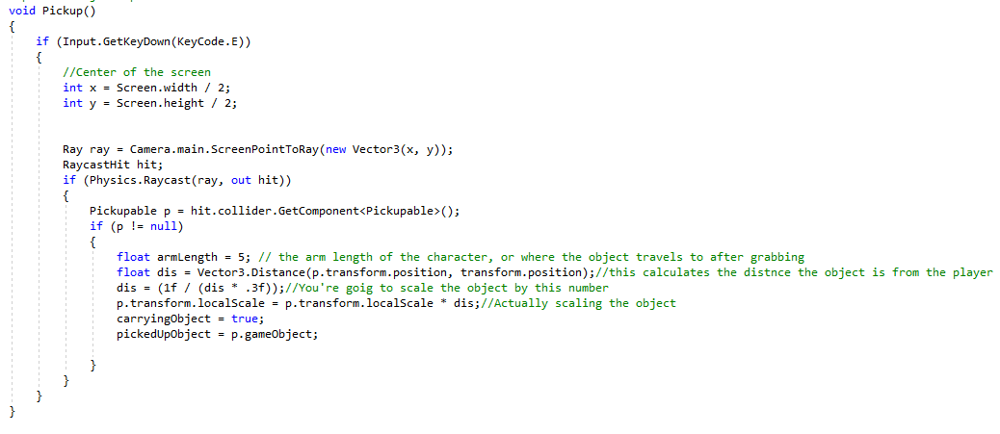 void Pickup()
{
if (Input.GetKeyDown(KeyCode.E))
{
//Center of the screen
int x = Screen.width / 2;
int y = Screen.height / 2;
Ray ray = Camera.main.ScreenPointToRay(new Vector3(x, y));
RaycastHit hit;
if (Physics.Raycast(ray, out hit))
{
Pickupable p = hit.collider.GetComponent<Pickupable>();
if (p != null)
{
float armLength = 5; // the arm length of the character, or where the object travels to after grabbing
float dis = Vector3.Distance(p.transform.position, transform.position);//this calculates the distnce the object is from the player
dis = (1f / (dis * .3f));//You're goig to scale the object by this number
p.transform.localScale = p.transform.localScale * dis;//Actually scaling the object
carryingObject = true;
pickedUpObject = p.gameObject;
}
}
}
}